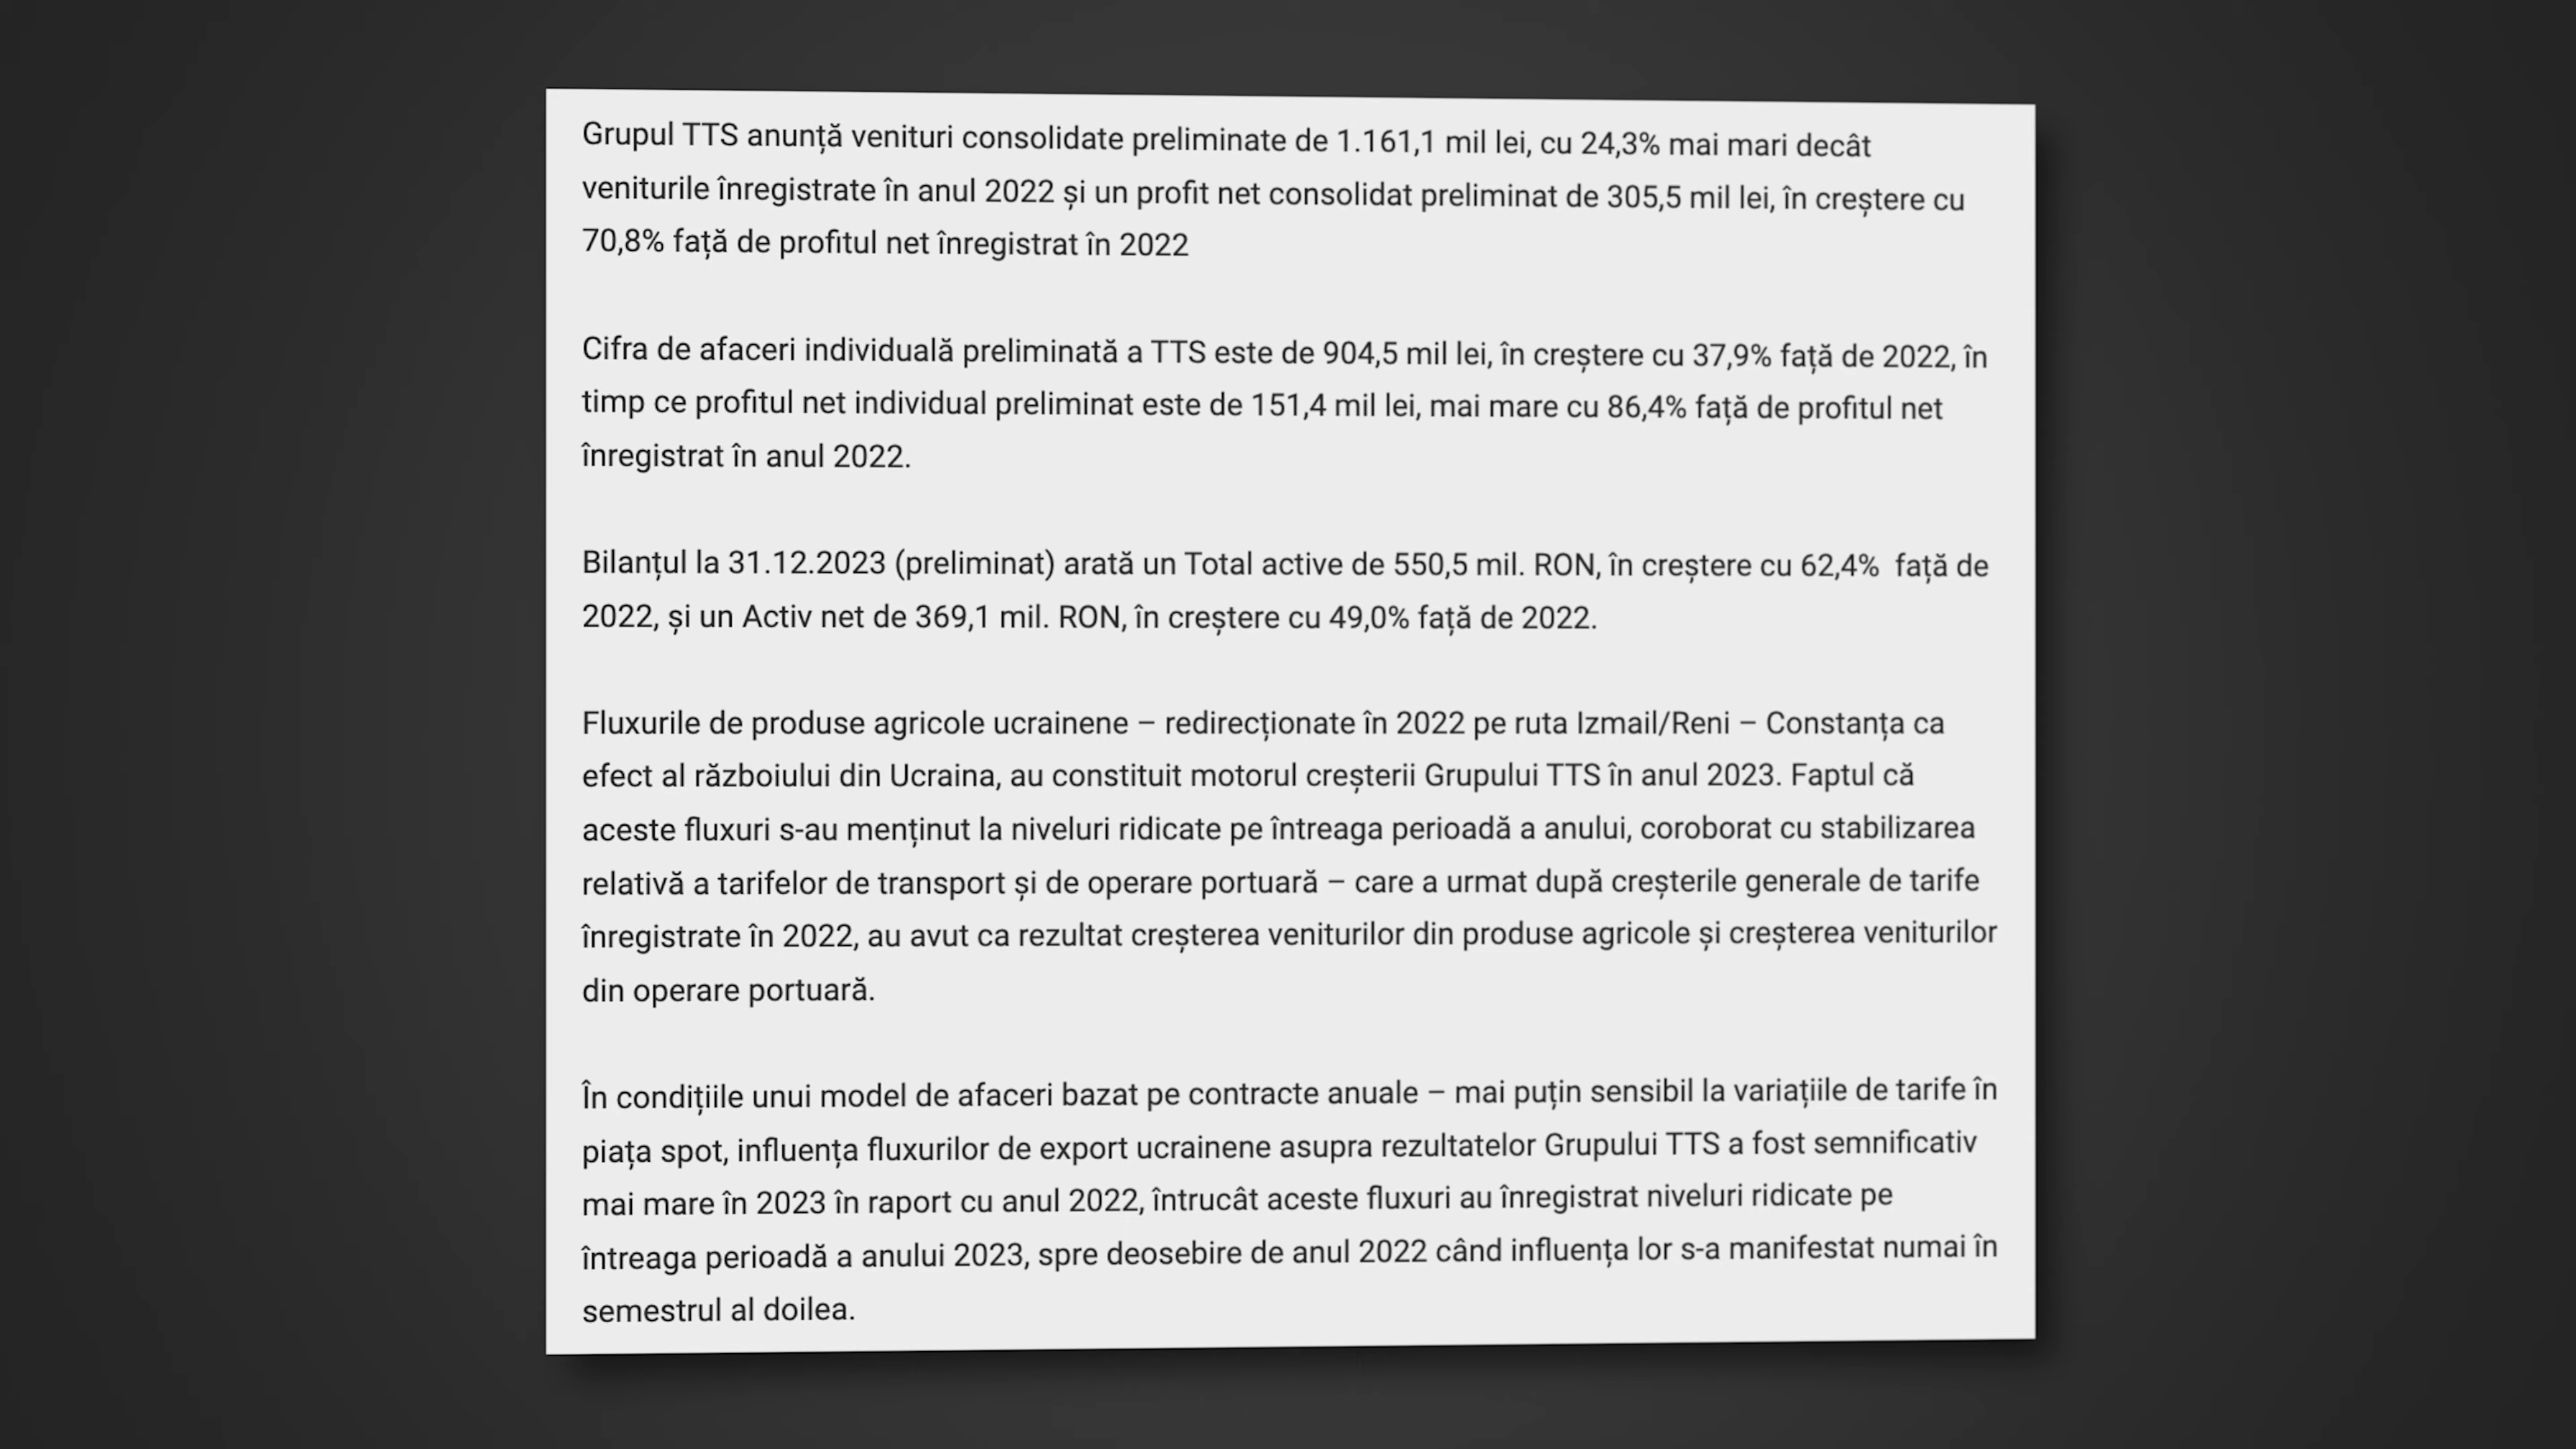 Grupul TTS anunță venituri consolidate preliminate de 1.161,1 mil lei, cu 24,3% mai mari decât
veniturile înregistrate în anul 2022 și un profit net consolidat preliminat de 305,5 mil lei, în creștere cu
70,8% față de profitul net înregistrat în 2022
Cifra de afaceri individuală preliminată a TTS este de 904,5 mil lei, în creștere cu 37,9% față de 2022, în
timp ce profitul net individual preliminat este de 151,4 mil lei, mai mare cu 86,4% față de profitul net
înregistrat în anul 2022.
Bilanțul la 31.12.2023 (preliminat) arată un Total active de 550,5 mil. RON, în creștere cu 62,4% față de
2022, și un Activ net de 369,1 mil. RON, în creștere cu 49,0% față de 2022.
Fluxurile de produse agricole ucrainene – redirecționate în 2022 pe ruta Izmail/Reni – Constanța ca
efect al războiului din Ucraina, au constituit motorul creșterii Grupului TTS în anul 2023. Faptul că
aceste fluxuri s-au menținut la niveluri ridicate pe întreaga perioadă a anului, coroborat cu stabilizarea
relativă a tarifelor de transport și de operare portuară – care a urmat după creșterile generale de tarife
înregistrate în 2022, au avut ca rezultat creșterea veniturilor din produse agricole și creșterea veniturilor
din operare portuară.
În condițiile unui model de afaceri bazat pe contracte anuale – mai puțin sensibil la variațiile de tarife în
piața spot, influența fluxurilor de export ucrainene asupra rezultatelor Grupului TTS a fost semnificativ
mai mare în 2023 în raport cu anul 2022, întrucât aceste fluxuri au înregistrat niveluri ridicate pe
întreaga perioadă a anului 2023, spre deosebire de anul 2022 când influența lor s-a manifestat numai în
semestrul al doilea.